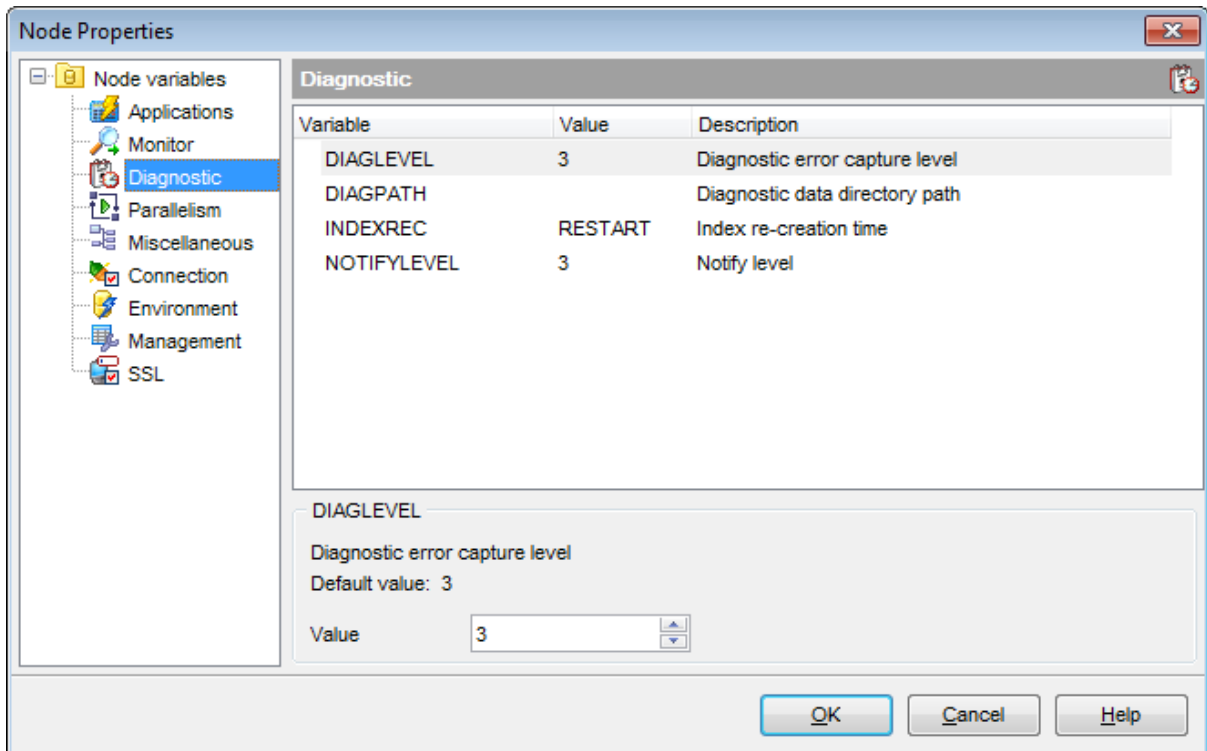 Node Properties
Node variables
Applications
Monitor
Diagnostic
Parallelism
Miscellaneous
Connection
Environment
Management
SSL
Diagnostic
Variable Value Description
DIAGLEVEL 3 Diagnostic error capture level
DIAGPATH Diagnostic data directory path
INDEXREC RESTART Index re-creation time
NOTIFYLEVEL 3 Notify level
DIAGLEVEL
Diagnostic error capture level
Default value: 3
Value 3
OK Cancel Help